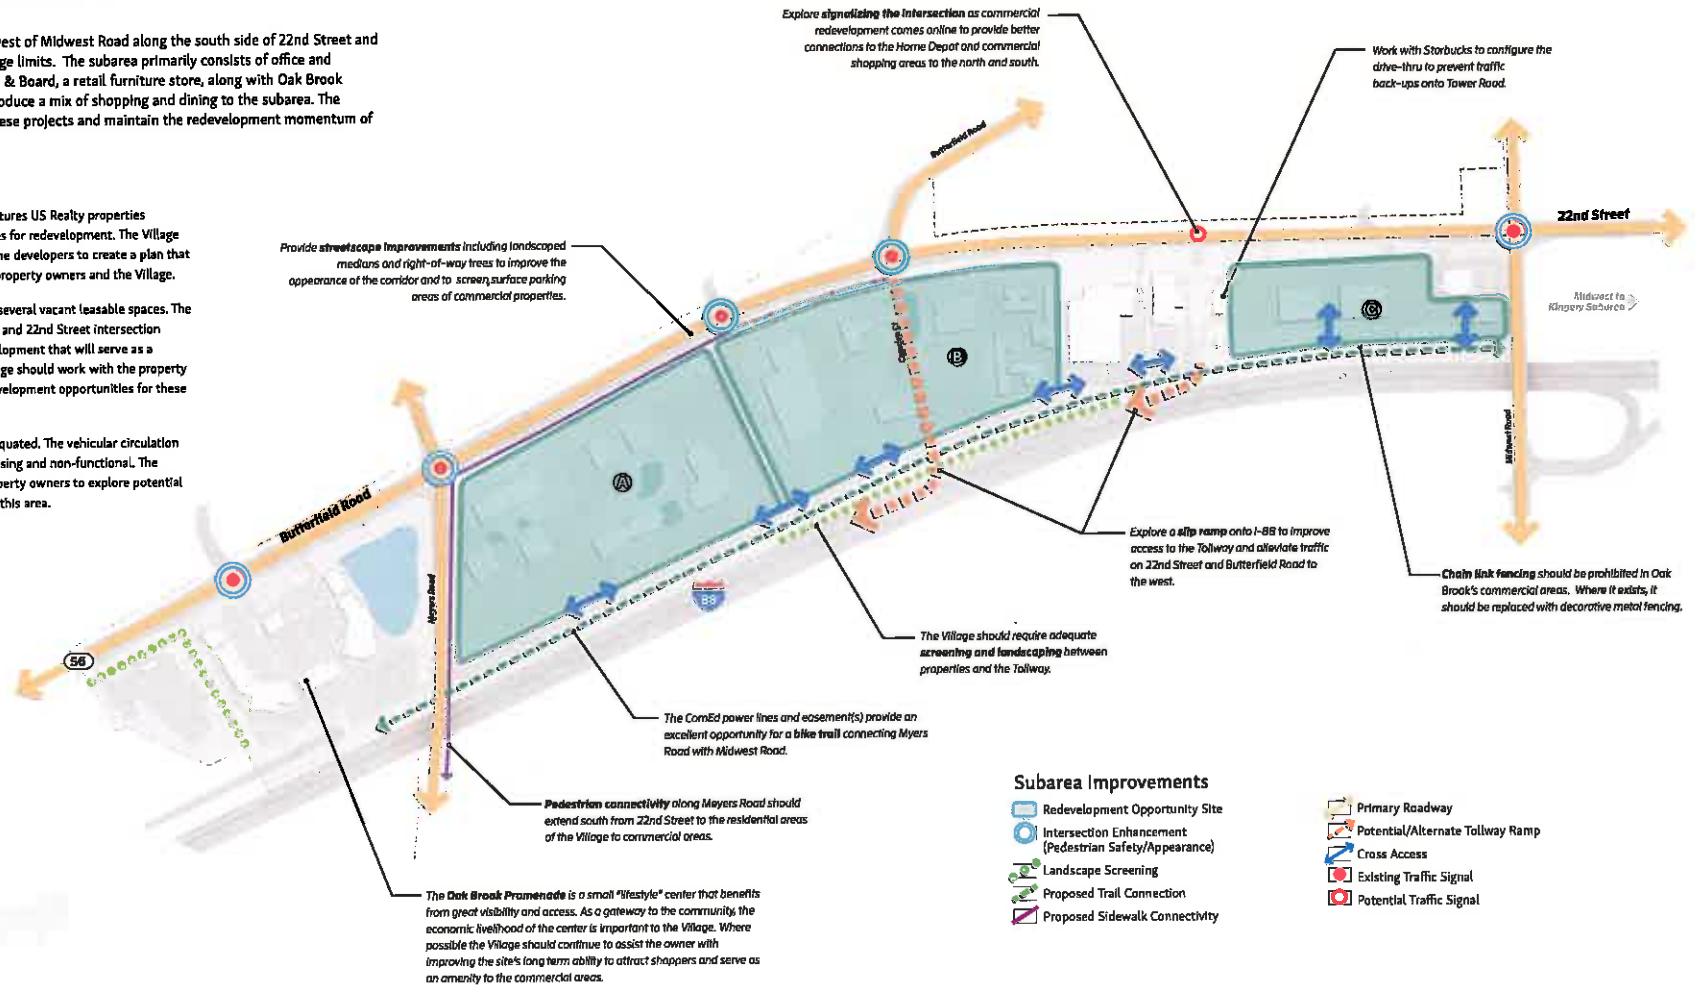 est of Midwest Road along the south side of 22nd Street and
ge limits. The subarea primarily consists of office and
& Board, a retail furniture store, along with Oak Brook
oduce a mix of shopping and dining to the subarea. The
ese projects and maintain the redevelopment momentum of
tures US Realty properties
es for redevelopment. The Village
he developers to create a plan that
property owners and the Village.
several vacant leasable spaces. The
and 22nd Street intersection
lopment that will serve as a
ge should work with the property
velopment opportunities for these
quated. The vehicular circulation
sing and non-functional. The
perty owners to explore potential
this area.
Explore signalizing the intersection as commercial
redevelopment comes online to provide better
connections to the Home Depot and commercial
shopping areas to the north and south.
Work with Starbucks to configure the
drive-thru to prevent traffic
back-ups onto Tower Road.
Provide streetscape improvements including landscaped
medians and right-of-way trees to improve the
appearance of the corridor and to screen surface parking
areas of commercial properties.
Butterfield Road
22nd Street
Midwest to
Kingery Subarea
A
B
C
Butterfield Road
56
Meyers Road
Midwest Road
88
Explore a slip ramp onto I-88 to improve
access to the Tollway and alleviate traffic
on 22nd Street and Butterfield Road to
the west.
Chain link fencing should be prohibited in Oak
Brook's commercial areas. Where it exists, it
should be replaced with decorative metal fencing.
The Village should require adequate
screening and landscaping between
properties and the Tollway.
The ComEd power lines and easement(s) provide an
excellent opportunity for a bike trail connecting Myers
Road with Midwest Road.
Pedestrian connectivity along Meyers Road should
extend south from 22nd Street to the residential areas
of the Village to commercial areas.
The Oak Brook Promenade is a small "lifestyle" center that benefits
from great visibility and access. As a gateway to the community, the
economic livelihood of the center is important to the Village. Where
possible the Village should continue to assist the owner with
improving the site's long term ability to attract shoppers and serve as
an amenity to the commercial areas.
Subarea Improvements
Redevelopment Opportunity Site
Intersection Enhancement
(Pedestrian Safety/Appearance)
Landscape Screening
Proposed Trail Connection
Proposed Sidewalk Connectivity
Primary Roadway
Potential/Alternate Tollway Ramp
Cross Access
Existing Traffic Signal
Potential Traffic Signal